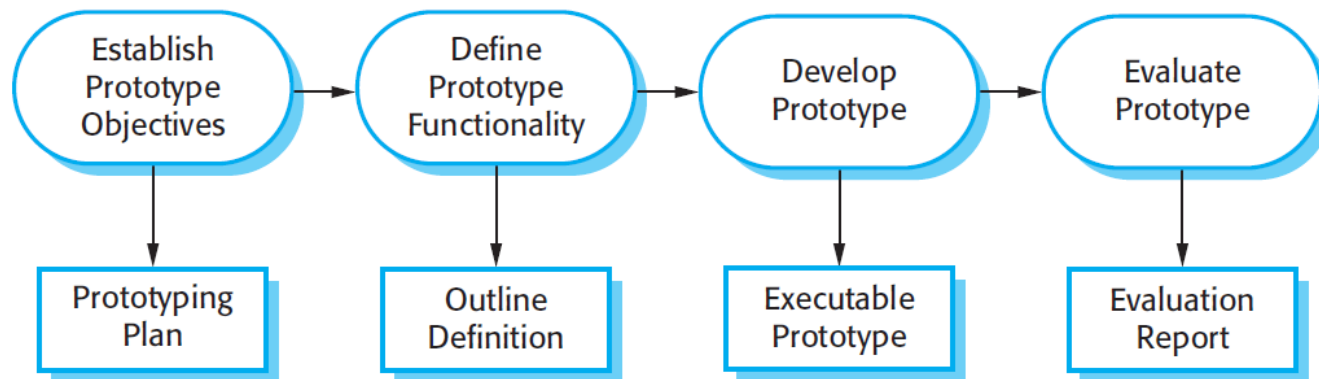 Establish
Prototype
Objectives
Define
Prototype
Functionality
Develop
Prototype
Evaluate
Prototype
Prototyping
Plan
Outline
Definition
Executable
Prototype
Evaluation
Report